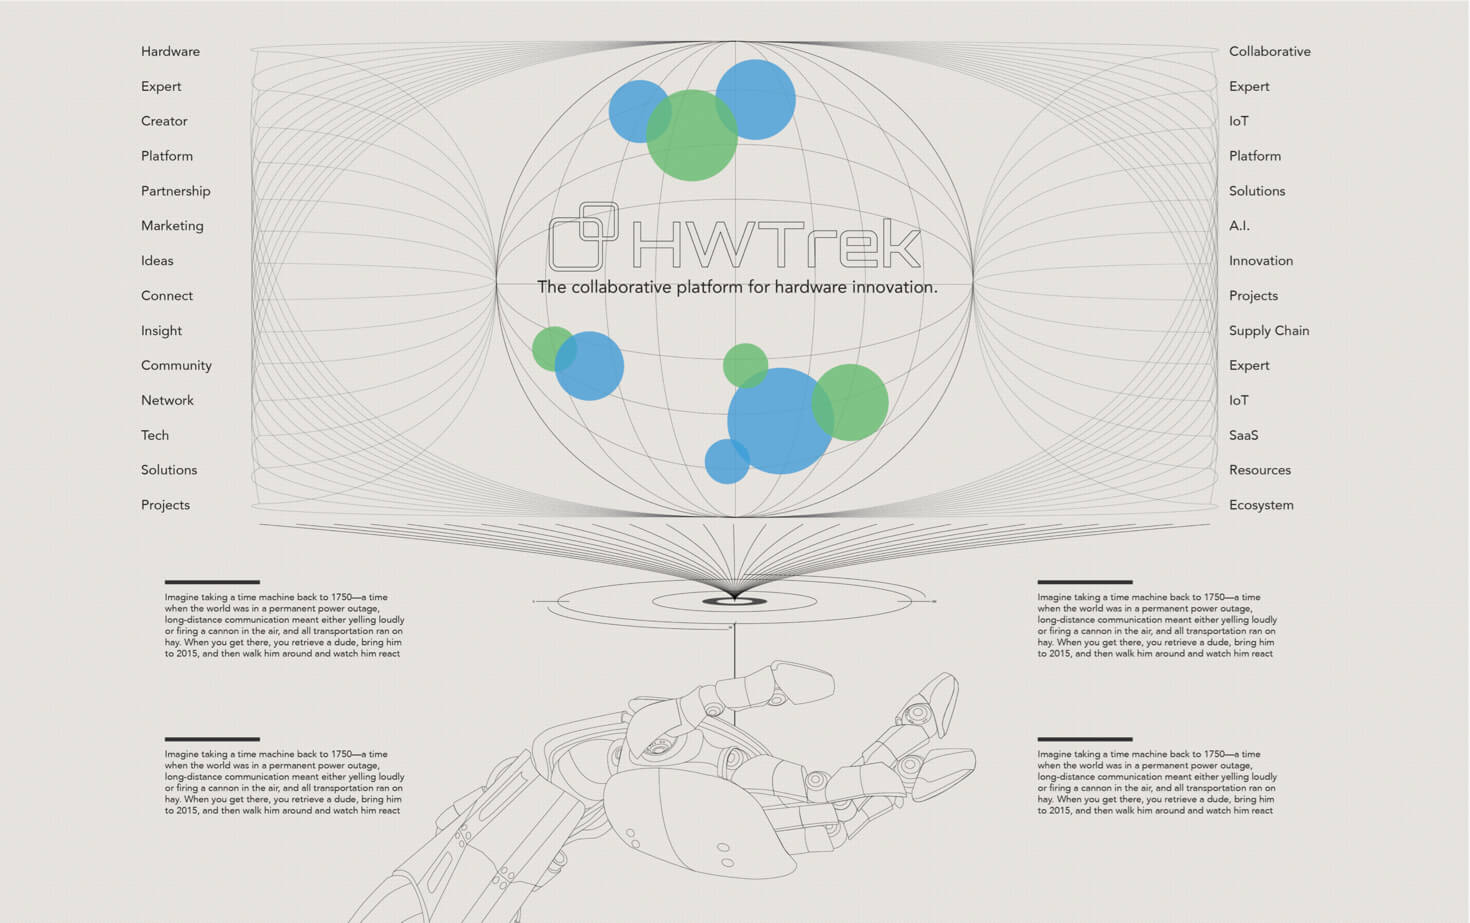 Hardware
Expert
Creator
Platform
Partnership
Marketing
Ideas
Connect
Insight
Community
Network
Tech
Solutions
Projects
HWTrek
The collaborative platform for hardware innovation.
Collaborative
Expert
IoT
Platform
Solutions
A.I.
Innovation
Projects
Supply Chain
Expert
IoT
SaaS
Resources
Ecosystem
Imagine taking a time machine back to 1750—a time
when the world was in a permanent power outage,
long-distance communication meant either yelling loudly
or firing a cannon in the air, and all transportation ran on
hay. When you get there, you retrieve a dude, bring him
to 2015, and then walk him around and watch him react
Imagine taking a time machine back to 1750—a time
when the world was in a permanent power outage,
long-distance communication meant either yelling loudly
or firing a cannon in the air, and all transportation ran on
hay. When you get there, you retrieve a dude, bring him
to 2015, and then walk him around and watch him react
Imagine taking a time machine back to 1750—a time
when the world was in a permanent power outage,
long-distance communication meant either yelling loudly
or firing a cannon in the air, and all transportation ran on
hay. When you get there, you retrieve a dude, bring him
to 2015, and then walk him around and watch him react
Imagine taking a time machine back to 1750—a time
when the world was in a permanent power outage,
long-distance communication meant either yelling loudly
or firing a cannon in the air, and all transportation ran on
hay. When you get there, you retrieve a dude, bring him
to 2015, and then walk him around and watch him react